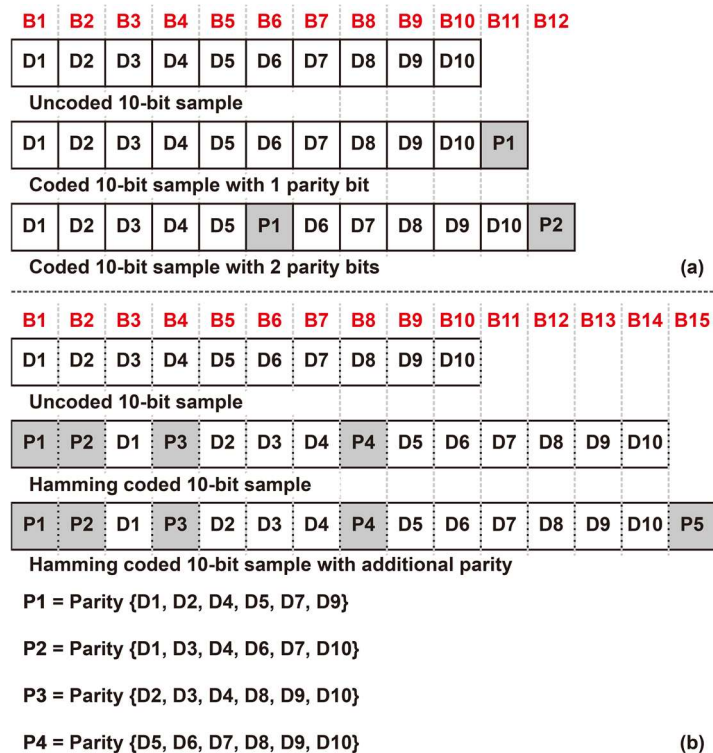 B1 B2 B3 B4 B5 B6 B7 B8 B9 B10 B11 B12
D1 D2 D3 D4 D5 D6 D7 D8 D9 D10
Uncoded 10-bit sample
D1 D2 D3 D4 D5 D6 D7 D8 D9 D10 P1
Coded 10-bit sample with 1 parity bit
D1 D2 D3 D4 D5 P1 D6 D7 D8 D9 D10 P2
Coded 10-bit sample with 2 parity bits (a)
B1 B2 B3 B4 B5 B6 B7 B8 B9 B10 B11 B12 B13 B14 B15
D1 D2 D3 D4 D5 D6 D7 D8 D9 D10
Uncoded 10-bit sample
P1 P2 D1 P3 D2 D3 D4 P4 D5 D6 D7 D8 D9 D10
Hamming coded 10-bit sample
P1 P2 D1 P3 D2 D3 D4 P4 D5 D6 D7 D8 D9 D10 P5
Hamming coded 10-bit sample with additional parity
P1 = Parity {D1, D2, D4, D5, D7, D9}
P2 = Parity {D1, D3, D4, D6, D7, D10}
P3 = Parity {D2, D3, D4, D8, D9, D10}
P4 = Parity {D5, D6, D7, D8, D9, D10} (b)